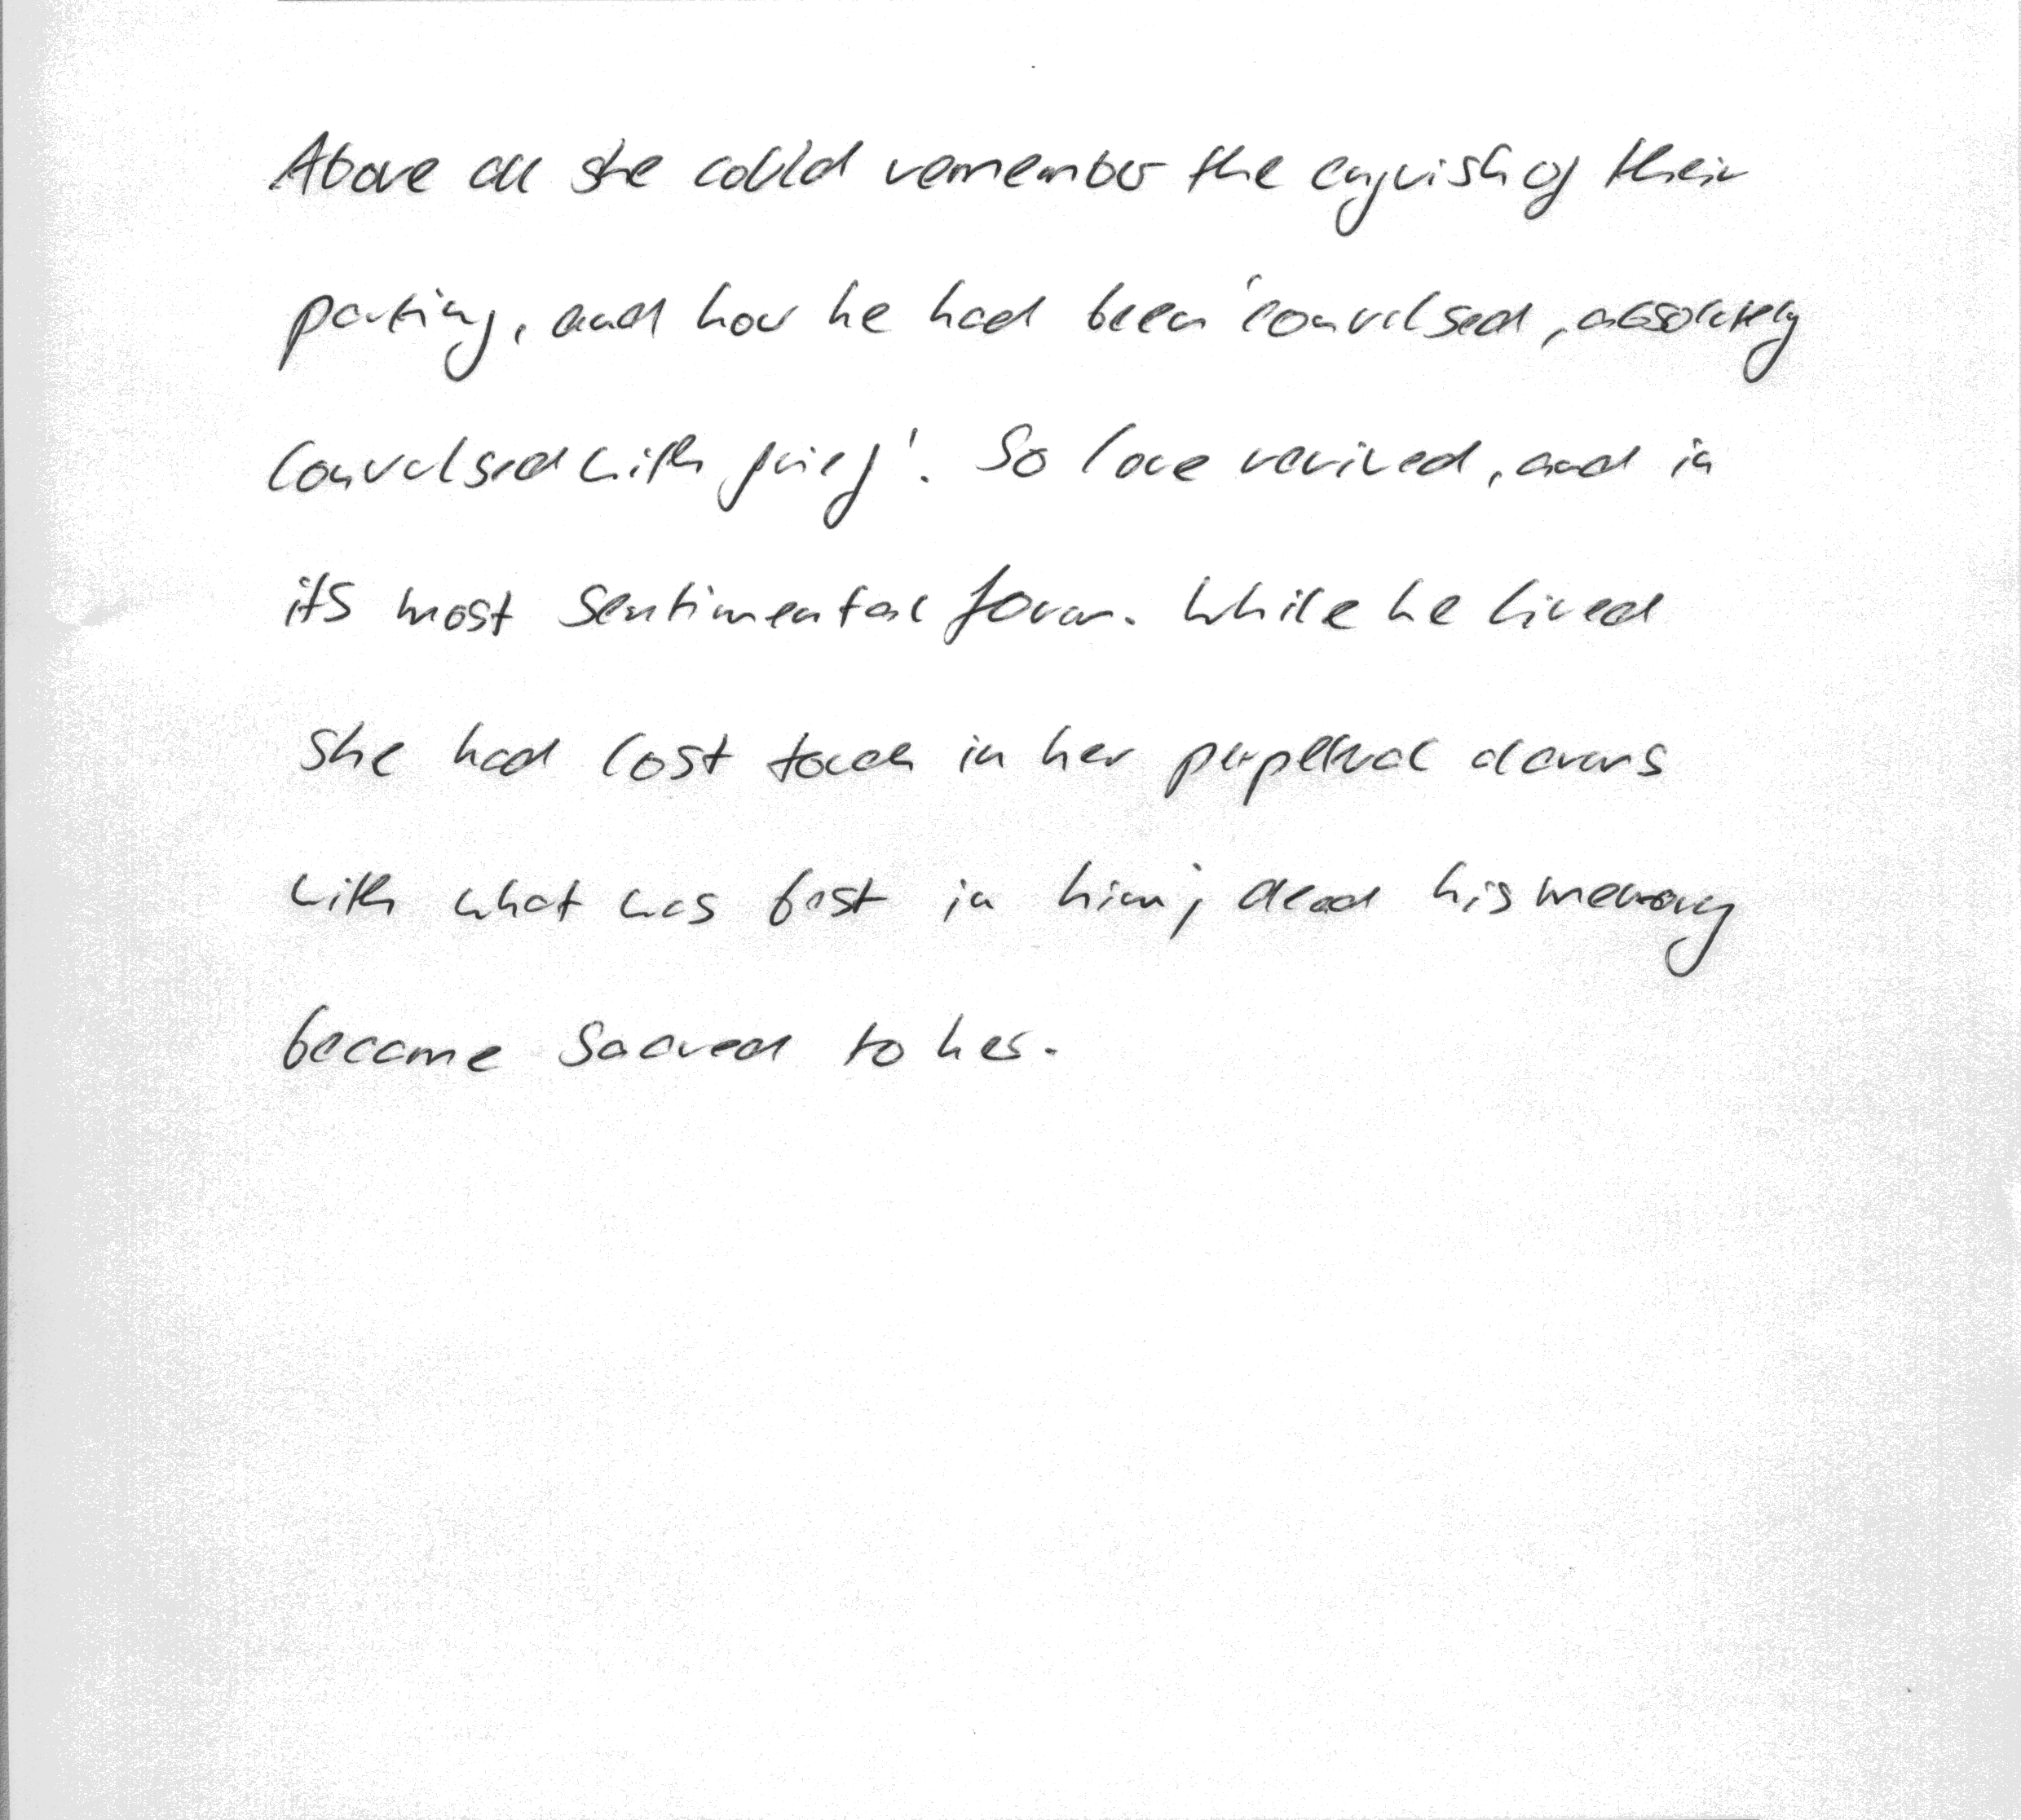 Above all she could remember the anguish of their
parting, and how he had been 'convulsed, absolutely
convulsed with grief'. So love revived, and in
its most sentimental form. While he lived
she had lost touch in her perpetual alarms
with what was best in him; dead his memory
became sacred to her.